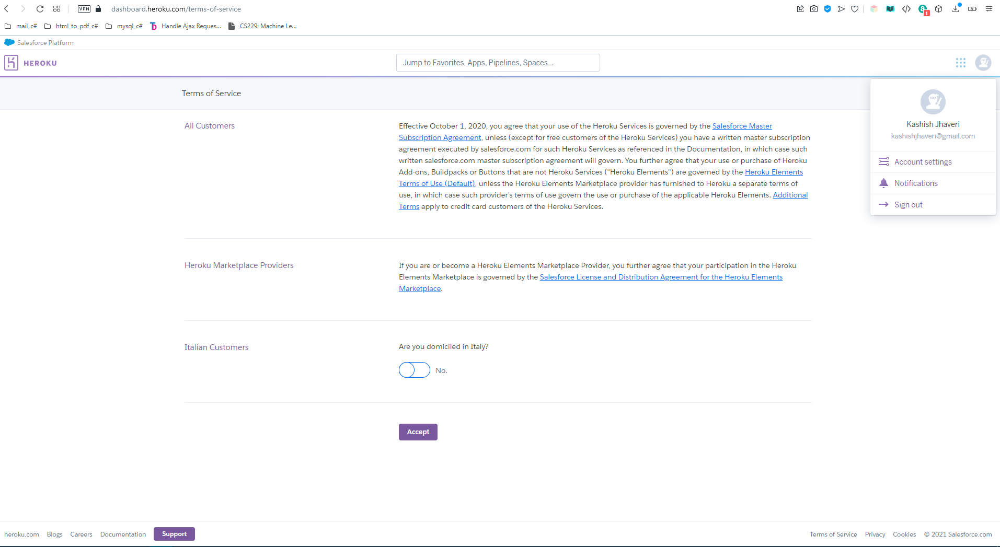 VPN
dashboard.heroku.com/terms-of-service
1
mail_c#
html_to_pdf_c#
mysql_c#
Handle Ajax Reques...
CS229: Machine Le...
Salesforce Platform
HEROKU
Jump to Favorites, Apps, Pipelines, Spaces...
Terms of Service
All Customers
Effective October 1, 2020, you agree that your use of the Heroku Services is governed by the Salesforce Master
Subscription Agreement, unless (except for free customers of the Heroku Services) you have a written master subscription
agreement executed by salesforce.com for such Heroku Services as referenced in the Documentation, in which case such
written salesforce.com master subscription agreement will govern. You further agree that your use or purchase of Heroku
Add-ons, Buildpacks or Buttons that are not Heroku Services ("Heroku Elements") are governed by the Heroku Elements
Terms of Use (Default), unless the Heroku Elements Marketplace provider has furnished to Heroku a separate terms of
use, in which case such provider's terms of use govern the use or purchase of the applicable Heroku Elements. Additional
Terms apply to credit card customers of the Heroku Services.
Kashish Jhaveri
kashishjhaveri@gmail.com
Account settings
Notifications
Sign out
Heroku Marketplace Providers
If you are or become a Heroku Elements Marketplace Provider, you further agree that your participation in the Heroku
Elements Marketplace is governed by the Salesforce License and Distribution Agreement for the Heroku Elements
Marketplace.
Italian Customers
Are you domiciled in Italy?
No.
Accept
heroku.com
Blogs
Careers
Documentation
Support
Terms of Service
Privacy
Cookies
© 2021 Salesforce.com